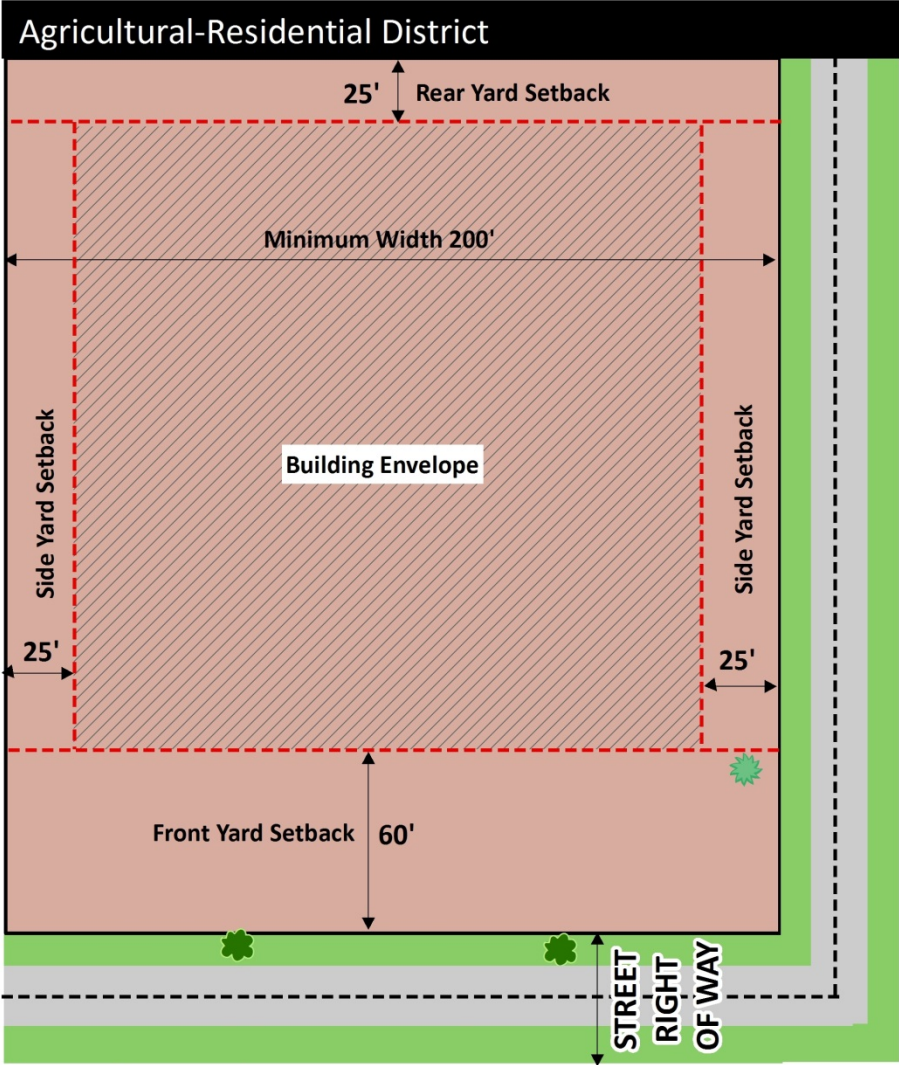 Agricultural-Residential District
25' Rear Yard Setback
Minimum Width 200'
Side Yard Setback
Building Envelope
Side Yard Setback
25'
25'
Front Yard Setback 60'
STREET
RIGHT
OF WAY